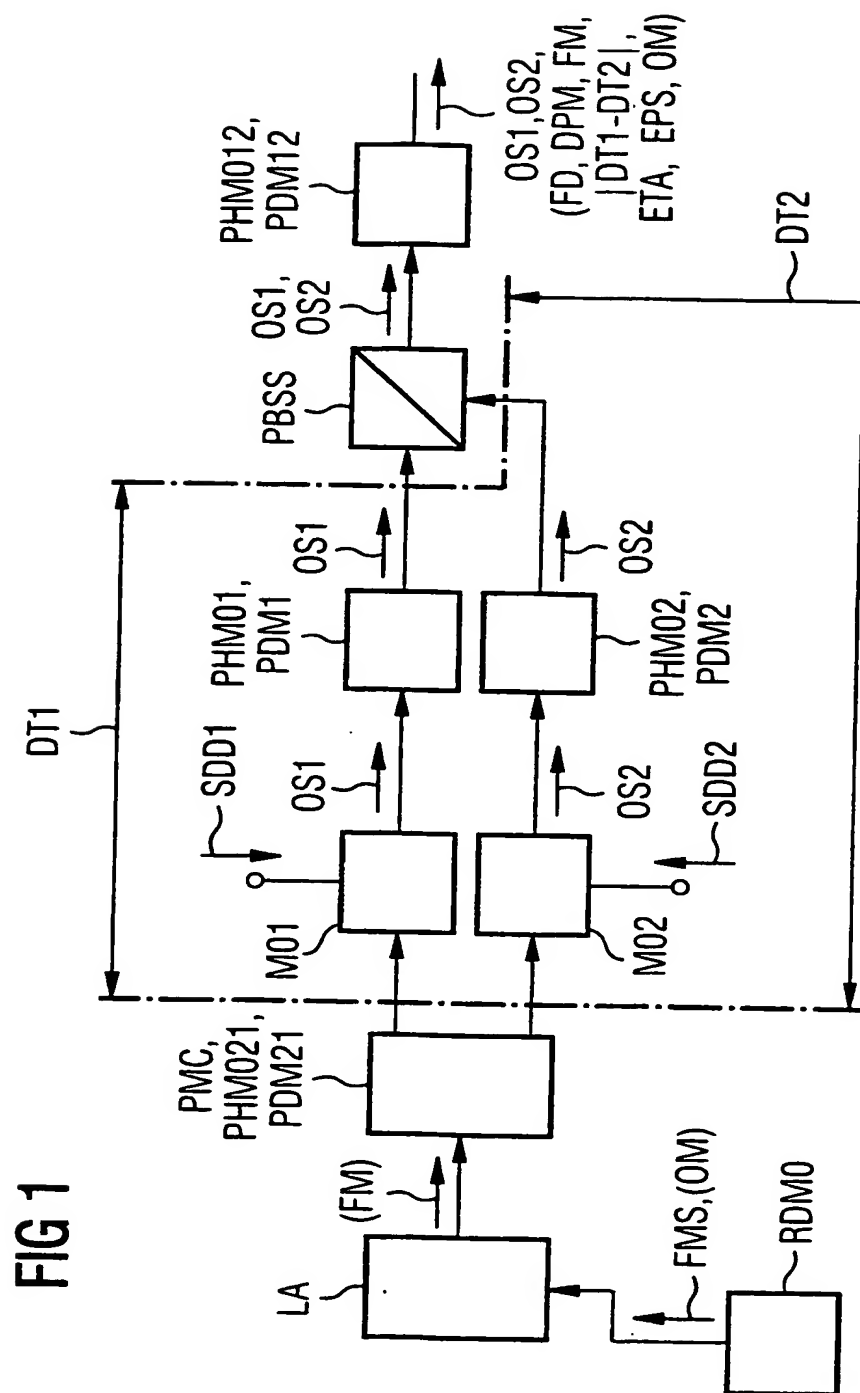 FIG 1
LA
(FM)
FMS,(OM)
RDM0
PMC,
PHM021,
PDM21
DT1
SDD1
M01
OS1
PHM01,
PDM1
OS1
M02
SDD2
OS2
PHM02,
PDM2
OS2
PBSS
OS1,
OS2
PHM012,
PDM12
OS1,OS2,
(FD, DPM, FM,
|DT1-DT2|,
ETA, EPS, OM)
DT2